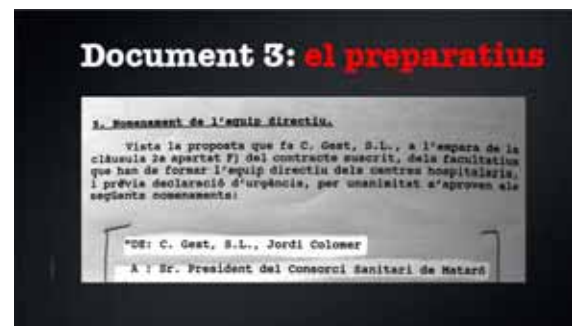 Document 3: el preparatius
s. Nomenament de l'equip directiu.
Vista la proposta que fa C. Gest, S.L., a l'empara de la
clàusula 2a apartat F) del contracte suscrit, dels facultatius
que han de formar l'equip directiu dels centres hospitalaris,
i prévia declaració d'urgència, per unanimitat s'aproven els
següents nomenaments:
"DE: C. Gest, S.L., Jordi Colomer
A : Sr. President del Consorci Sanitari de Mataró